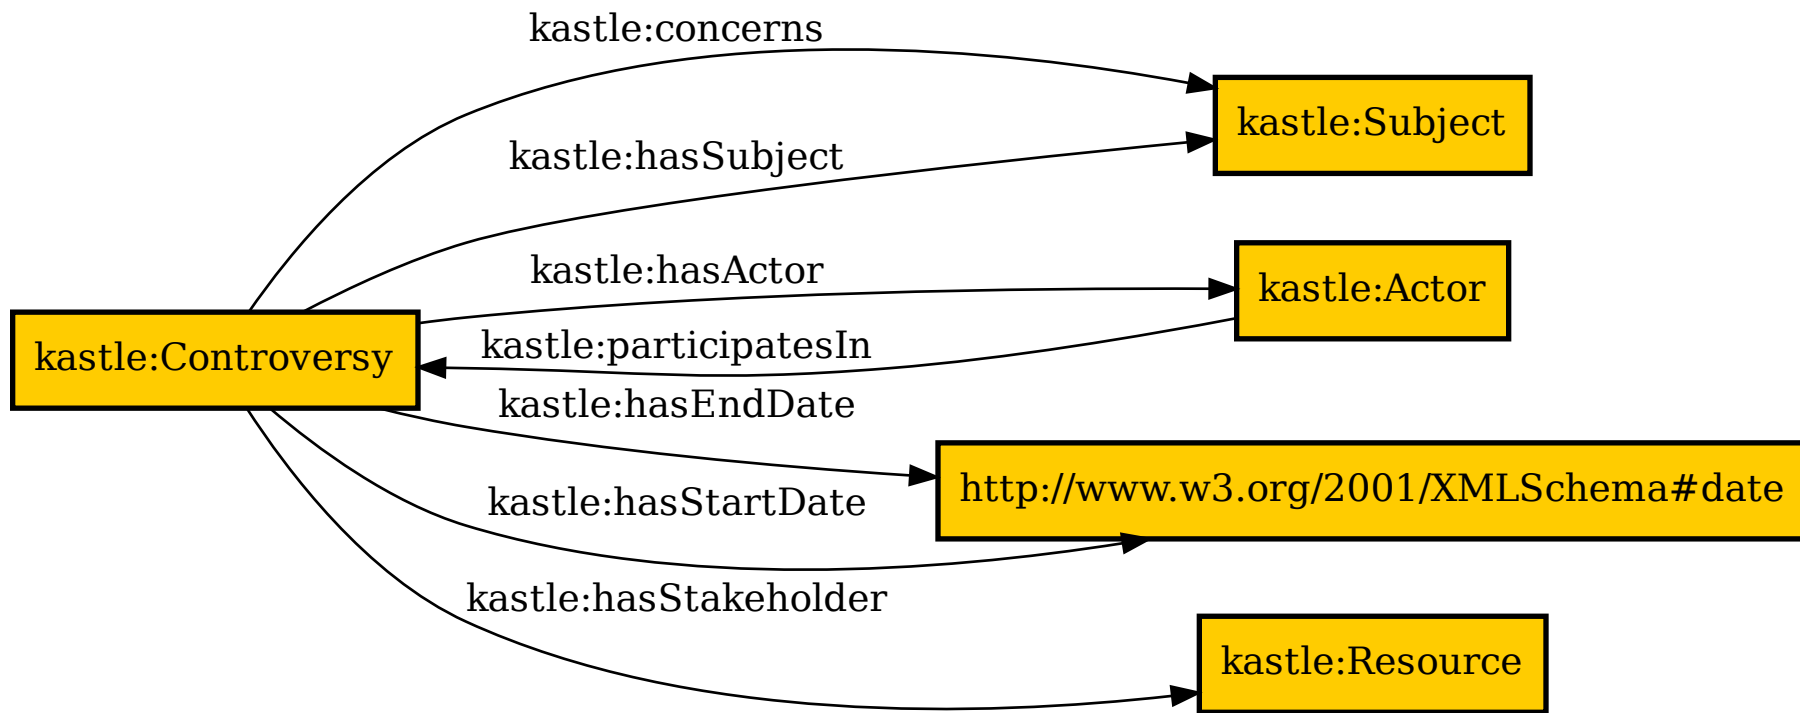 kastle:concerns
kastle:Subject
kastle:hasSubject
kastle:hasActor
kastle:Actor
kastle:Controversy
kastle:participatesIn
kastle:hasEndDate
http://www.w3.org/2001/XMLSchema#date
kastle:hasStartDate
kastle:hasStakeholder
kastle:Resource